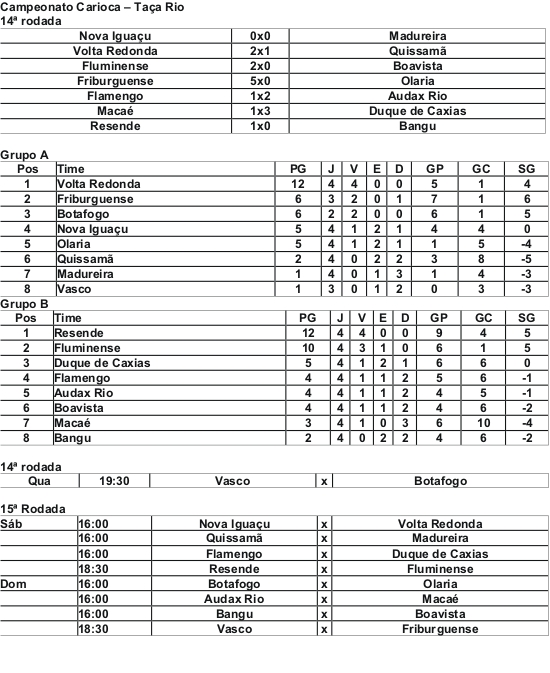 Campeonato Carioca – Taça Rio
14ª rodada
Nova Iguaçu 0x0 Madureira
Volta Redonda 2x1 Quissamã
Fluminense 2x0 Boavista
Friburguense 5x0 Olaria
Flamengo 1x2 Audax Rio
Macaé 1x3 Duque de Caxias
Resende 1x0 Bangu
Grupo A
Pos Time PG J V E D GP GC SG
1 Volta Redonda 12 4 4 0 0 5 1 4
2 Friburguense 6 3 2 0 1 7 1 6
3 Botafogo 6 2 2 0 0 6 1 5
4 Nova Iguaçu 5 4 1 2 1 4 4 0
5 Olaria 5 4 1 2 1 1 5 -4
6 Quissamã 2 4 0 2 2 3 8 -5
7 Madureira 1 4 0 1 3 1 4 -3
8 Vasco 1 3 0 1 2 0 3 -3
Grupo B
Pos Time PG J V E D GP GC SG
1 Resende 12 4 4 0 0 9 4 5
2 Fluminense 10 4 3 1 0 6 1 5
3 Duque de Caxias 5 4 1 2 1 6 6 0
4 Flamengo 4 4 1 1 2 5 6 -1
5 Audax Rio 4 4 1 1 2 4 5 -1
6 Boavista 4 4 1 1 2 4 6 -2
7 Macaé 3 4 1 0 3 6 10 -4
8 Bangu 2 4 0 2 2 4 6 -2
14ª rodada
Qua 19:30 Vasco x Botafogo
15ª Rodada
Sáb 16:00 Nova Iguaçu x Volta Redonda
16:00 Quissamã x Madureira
16:00 Flamengo x Duque de Caxias
18:30 Resende x Fluminense
Dom 16:00 Botafogo x Olaria
16:00 Audax Rio x Macaé
16:00 Bangu x Boavista
18:30 Vasco x Friburguense